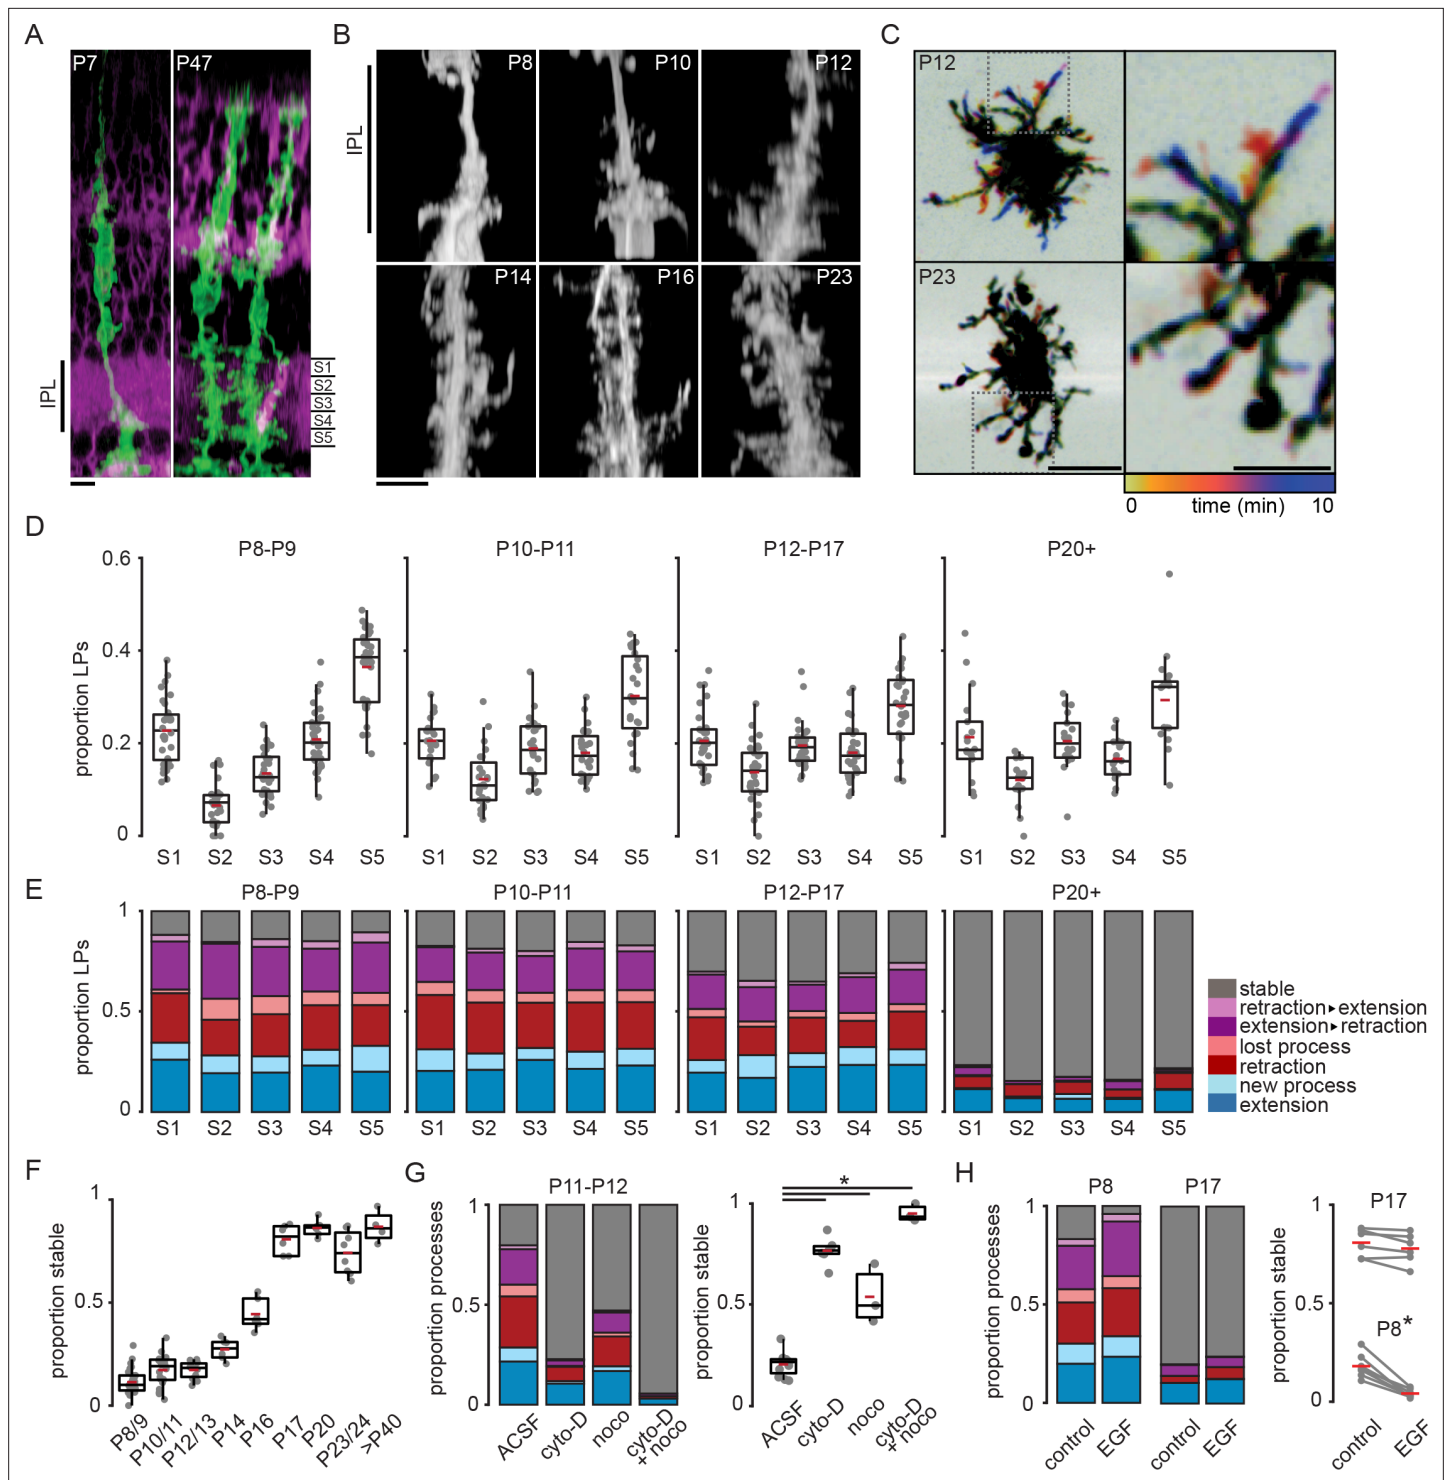 A
B
C
P7
P47
P8
P10
P12
P12
IPL
P14
P16
P23
P23
IPL
S1
S2
S3
S4
S5
0 time (min) 10
D
P8-P9
P10-P11
P12-P17
P20+
proportion LPs
0.6
0.4
0.2
0
S1 S2 S3 S4 S5
S1 S2 S3 S4 S5
S1 S2 S3 S4 S5
S1 S2 S3 S4 S5
E
P8-P9
P10-P11
P12-P17
P20+
proportion LPs
1
0.5
0
S1 S2 S3 S4 S5
S1 S2 S3 S4 S5
S1 S2 S3 S4 S5
S1 S2 S3 S4 S5
stable
retraction▸extension
extension▸retraction
lost process
retraction
new process
extension
F
proportion stable
1
0.5
0
P8/9
P10/11
P12/13
P14
P16
P17
P20
P23/24
>P40
G
P11-P12
proportion processes
1
0.5
0
ACSF
cyto-D
noco
cyto-D
+ noco
proportion stable
1
0.5
0
*
ACSF
cyto-D
noco
cyto-D
+ noco
H
P8
P17
proportion processes
1
0.5
0
control
EGF
control
EGF
P17
proportion stable
1
0.5
0
P8*
control
EGF